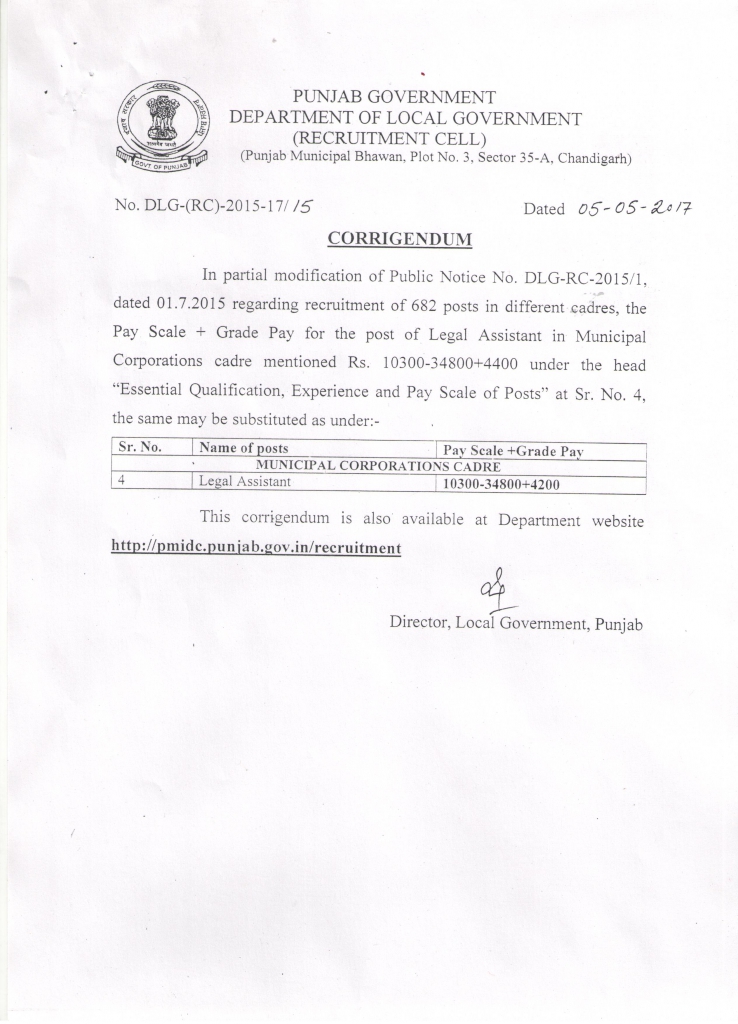 PUNJAB GOVERNMENT
DEPARTMENT OF LOCAL GOVERNMENT
(RECRUITMENT CELL)
(Punjab Municipal Bhawan, Plot No. 3, Sector 35-A, Chandigarh)
GOVT OF PUNJAB
No. DLG-(RC)-2015-17/15 Dated 05-05-2017
CORRIGENDUM
In partial modification of Public Notice No. DLG-RC-2015/1,
dated 01.7.2015 regarding recruitment of 682 posts in different cadres, the
Pay Scale + Grade Pay for the post of Legal Assistant in Municipal
Corporations cadre mentioned Rs. 10300-34800+4400 under the head
“Essential Qualification, Experience and Pay Scale of Posts” at Sr. No. 4,
the same may be substituted as under:-
Sr. No. Name of posts Pay Scale +Grade Pay
MUNICIPAL CORPORATIONS CADRE
4 Legal Assistant 10300-34800+4200
This corrigendum is also available at Department website
http://pmidc.punjab.gov.in/recruitment
Director, Local Government, Punjab